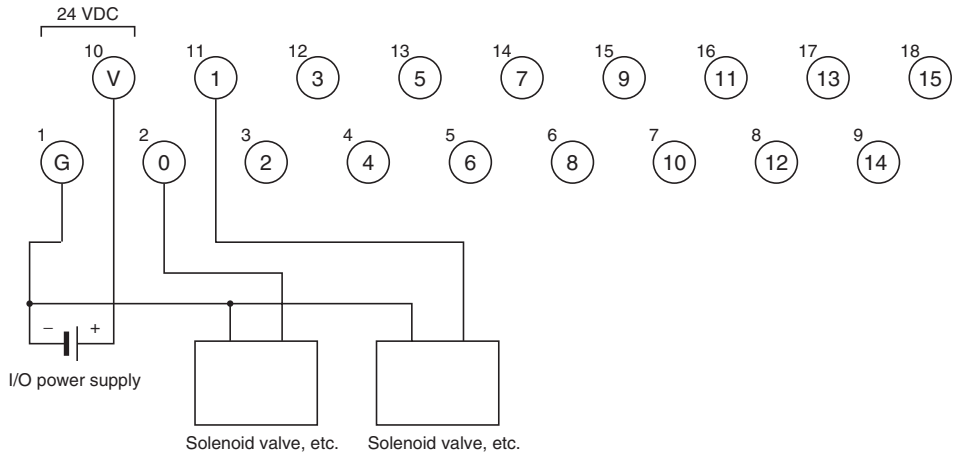 24 VDC
10 11 12 13 14 15 16 17 18
V 1 3 5 7 9 11 13 15
1 2 3 4 5 6 7 8 9
G 0 2 4 6 8 10 12 14
− +
I/O power supply
Solenoid valve, etc. Solenoid valve, etc.